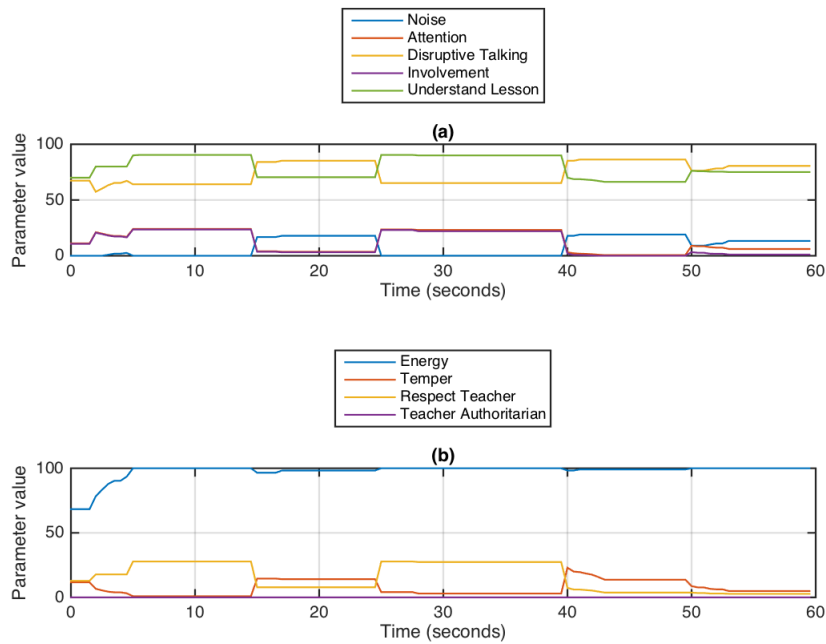 Noise
Attention
Disruptive Talking
Involvement
Understand Lesson
(a)
100
50
0
Parameter value
0 10 20 30 40 50 60
Time (seconds)
Energy
Temper
Respect Teacher
Teacher Authoritarian
(b)
100
50
0
Parameter value
0 10 20 30 40 50 60
Time (seconds)